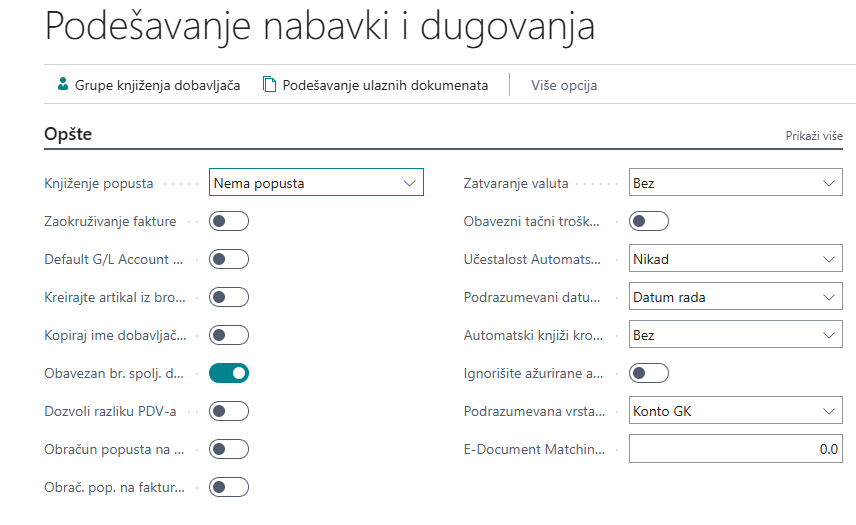 Podešavanje nabavki i dugovanja
Grupe knjiženja dobavljača
Podešavanje ulaznih dokumenata
Više opcija
Opšte
Prikaži više
Knjiženje popusta
Nema popusta
Zaokruživanje fakture
Default G/L Account ...
Kreirajte artikal iz bro...
Kopiraj ime dobavljač...
Obavezan br. spolj. d...
Dozvoli razliku PDV-a
Obračun popusta na ...
Obrač. pop. na faktur...
Zatvaranje valuta
Bez
Obavezni tačni trošk...
Učestalost Automats...
Nikad
Podrazumevani datu...
Datum rada
Automatski knjiži kro...
Bez
Ignorišite ažurirane a...
Podrazumevana vrsta...
Konto GK
E-Document Matchin...
0.0